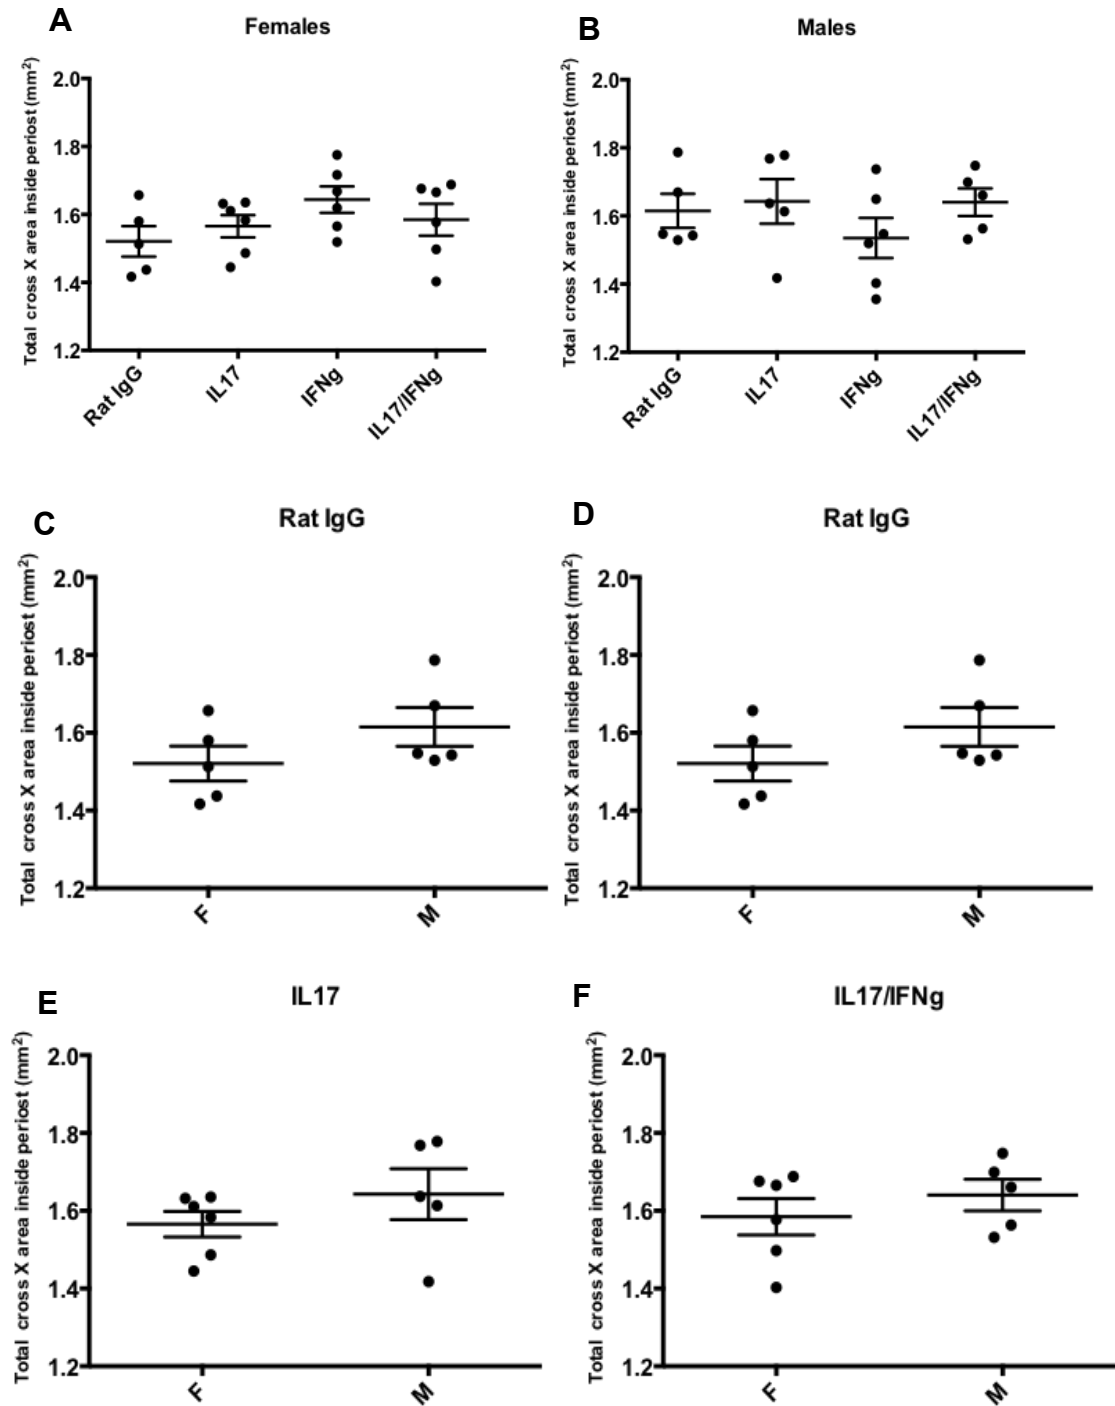 A
Females
Total cross X area inside periost (mm²)
2.0
1.8
1.6
1.4
1.2
Rat IgG
IL17
IFNg
IL17/IFNg
B
Males
Total cross X area inside periost (mm²)
2.0
1.8
1.6
1.4
1.2
Rat IgG
IL17
IFNg
IL17/IFNg
C
Rat IgG
Total cross X area inside periost (mm²)
2.0
1.8
1.6
1.4
1.2
F
M
D
Rat IgG
Total cross X area inside periost (mm²)
2.0
1.8
1.6
1.4
1.2
F
M
E
IL17
Total cross X area inside periost (mm²)
2.0
1.8
1.6
1.4
1.2
F
M
F
IL17/IFNg
Total cross X area inside periost (mm²)
2.0
1.8
1.6
1.4
1.2
F
M